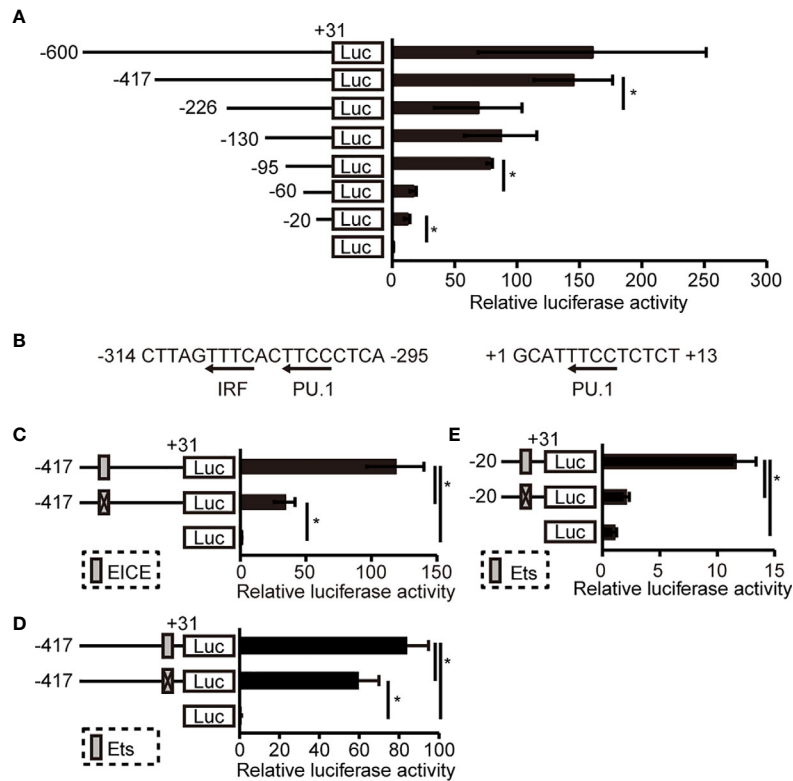 A
+31
-600 Luc
-417 Luc
*
-226 Luc
-130 Luc
-95 Luc
*
-60 Luc
-20 Luc
*
Luc
0 50 100 150 200 250 300
Relative luciferase activity
B
-314 CTTAGTTTCACTTCCCTCA -295
IRF PU.1
+1 GCATTTCCTCTCT +13
PU.1
C
+31
-417 Luc
-417 Luc
*
*
Luc
EICE
0 50 100 150
Relative luciferase activity
E
+31
-20 Luc
-20 Luc
*
Luc
Ets
0 5 10 15
Relative luciferase activity
D
+31
-417 Luc
-417 Luc
*
*
Luc
Ets
0 20 40 60 80 100
Relative luciferase activity